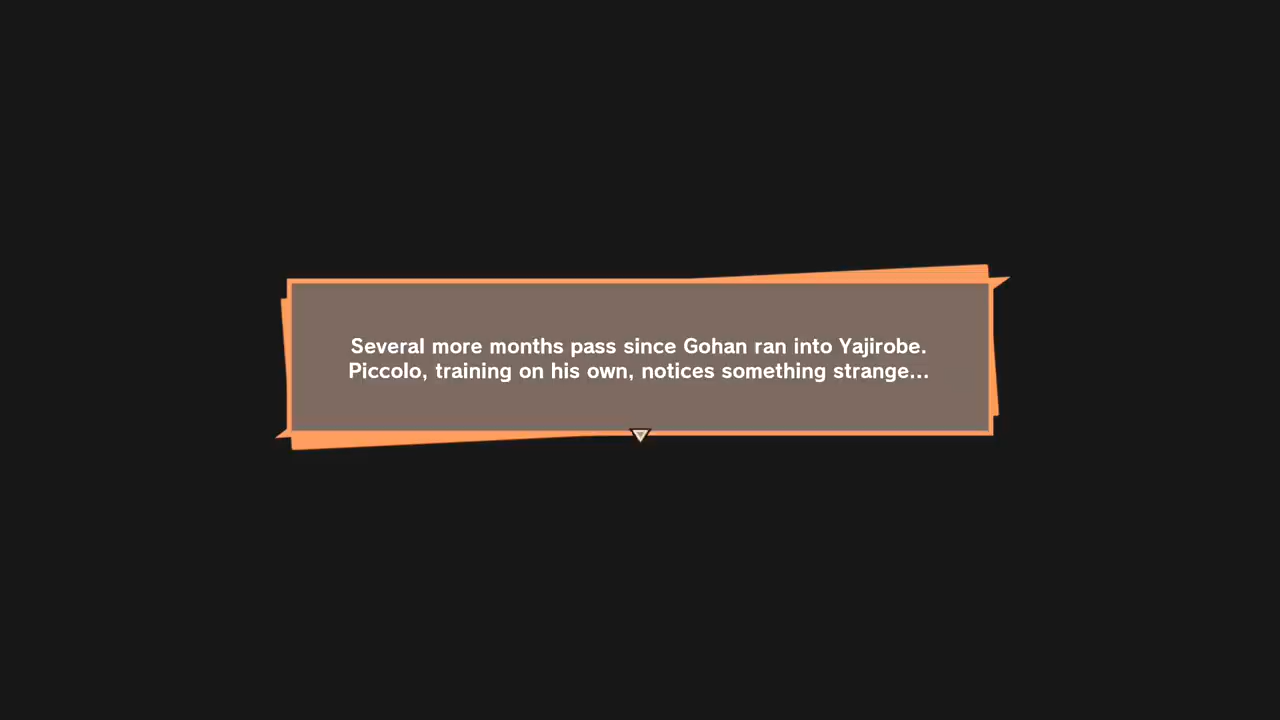 Several more months pass since Gohan ran into Yajirobe.
Piccolo, training on his own, notices something strange...